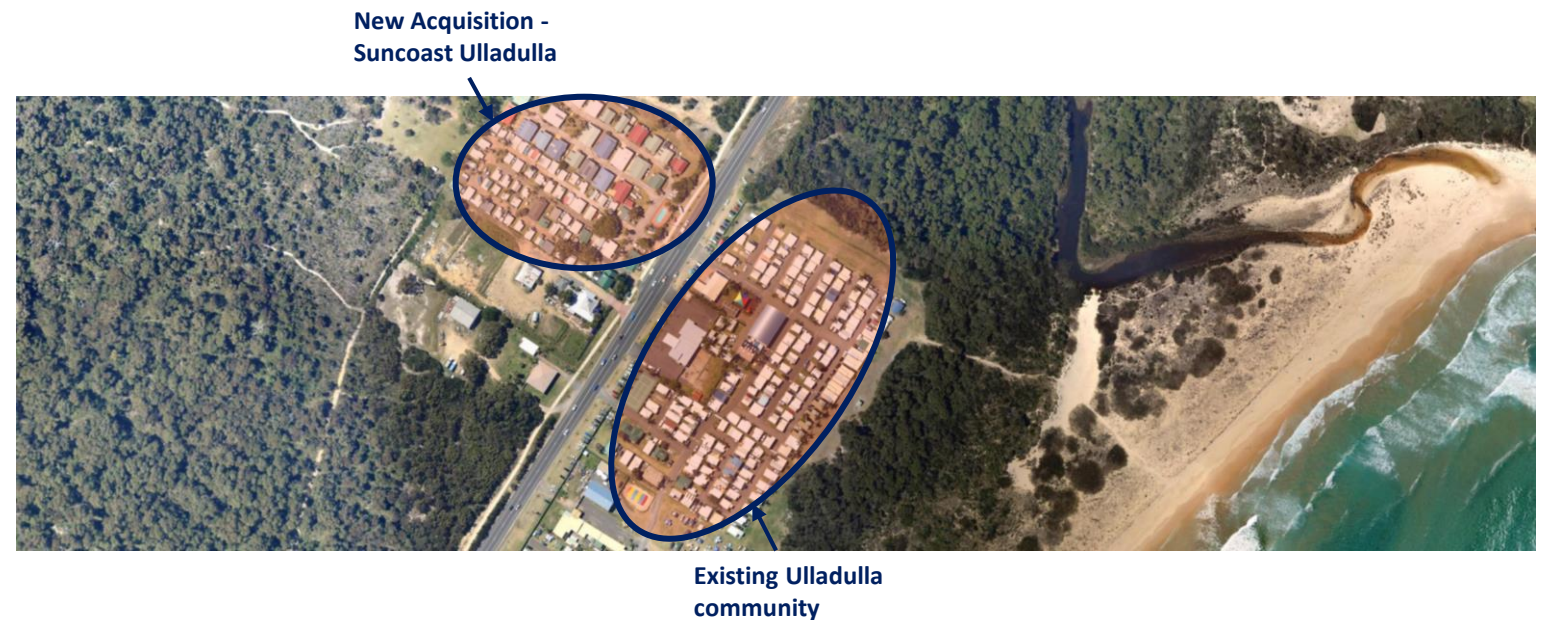 New Acquisition -
Suncoast Ulladulla
Existing Ulladulla
community